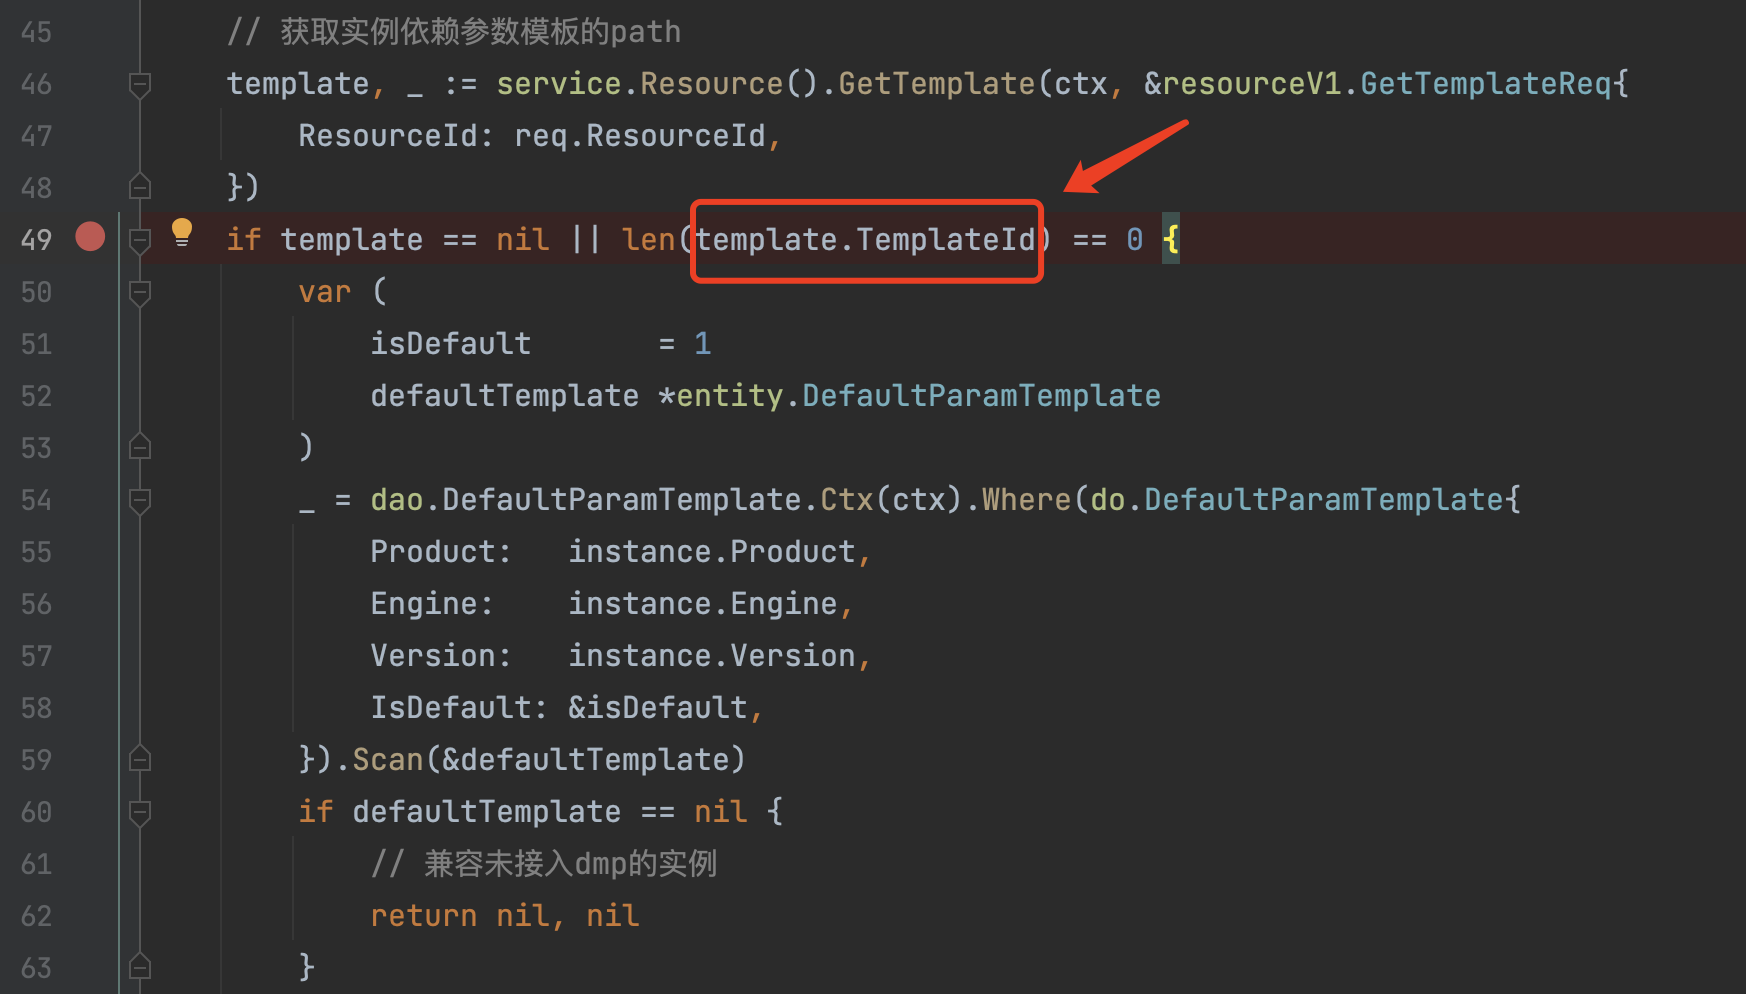 45 // 获取实例依赖参数模板的path
46 template, _ := service.Resource().GetTemplate(ctx, &resourceV1.GetTemplateReq{
47 ResourceId: req.ResourceId,
48 })
49 if template == nil || len(template.TemplateId) == 0 {
50 var (
51 isDefault = 1
52 defaultTemplate *entity.DefaultParamTemplate
53 )
54 _ = dao.DefaultParamTemplate.Ctx(ctx).Where(do.DefaultParamTemplate{
55 Product: instance.Product,
56 Engine: instance.Engine,
57 Version: instance.Version,
58 IsDefault: &isDefault,
59 }).Scan(&defaultTemplate)
60 if defaultTemplate == nil {
61 // 兼容未接入dmp的实例
62 return nil, nil
63 }